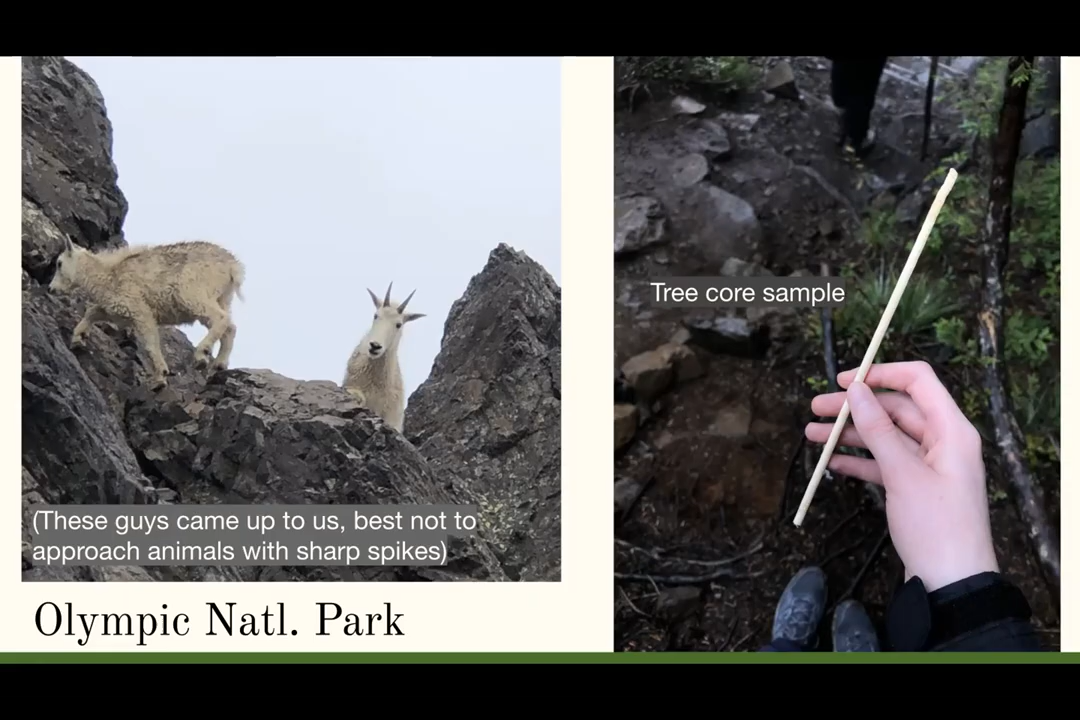 (These guys came up to us, best not to
approach animals with sharp spikes)
Olympic Natl. Park
Tree core sample